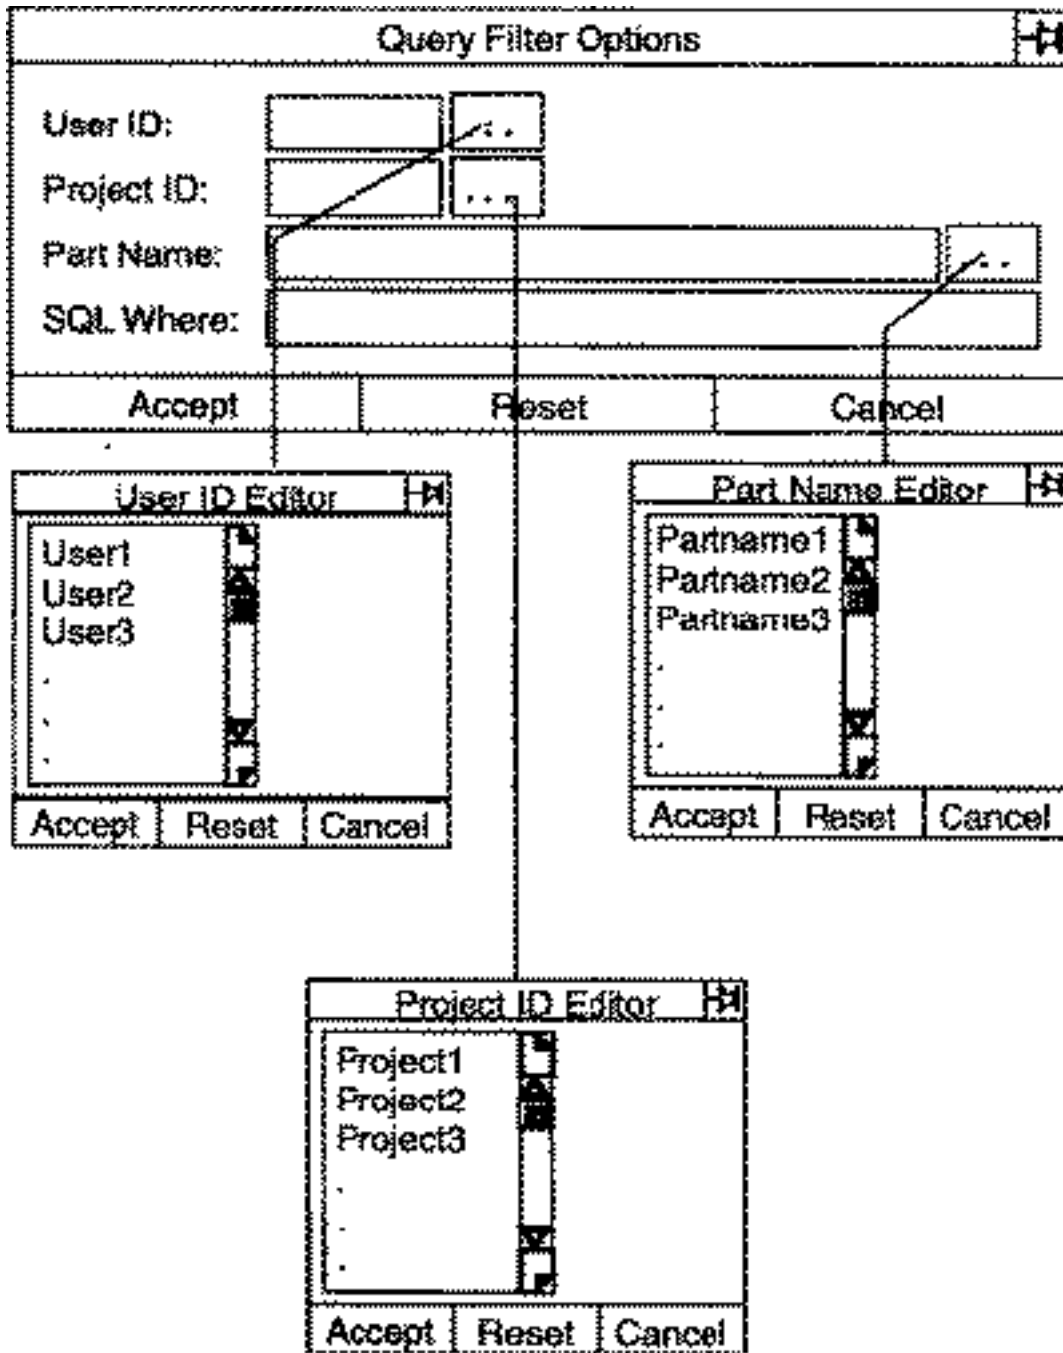 Query Filter Options
User ID:
...
Project ID:
...
Part Name:
...
SQL Where:
Accept Reset Cancel
User ID Editor
User1
User2
User3
.
.
.
Accept Reset Cancel
Part Name Editor
Partname1
Partname2
Partname3
.
.
.
Accept Reset Cancel
Project ID Editor
Project1
Project2
Project3
.
.
.
Accept Reset Cancel